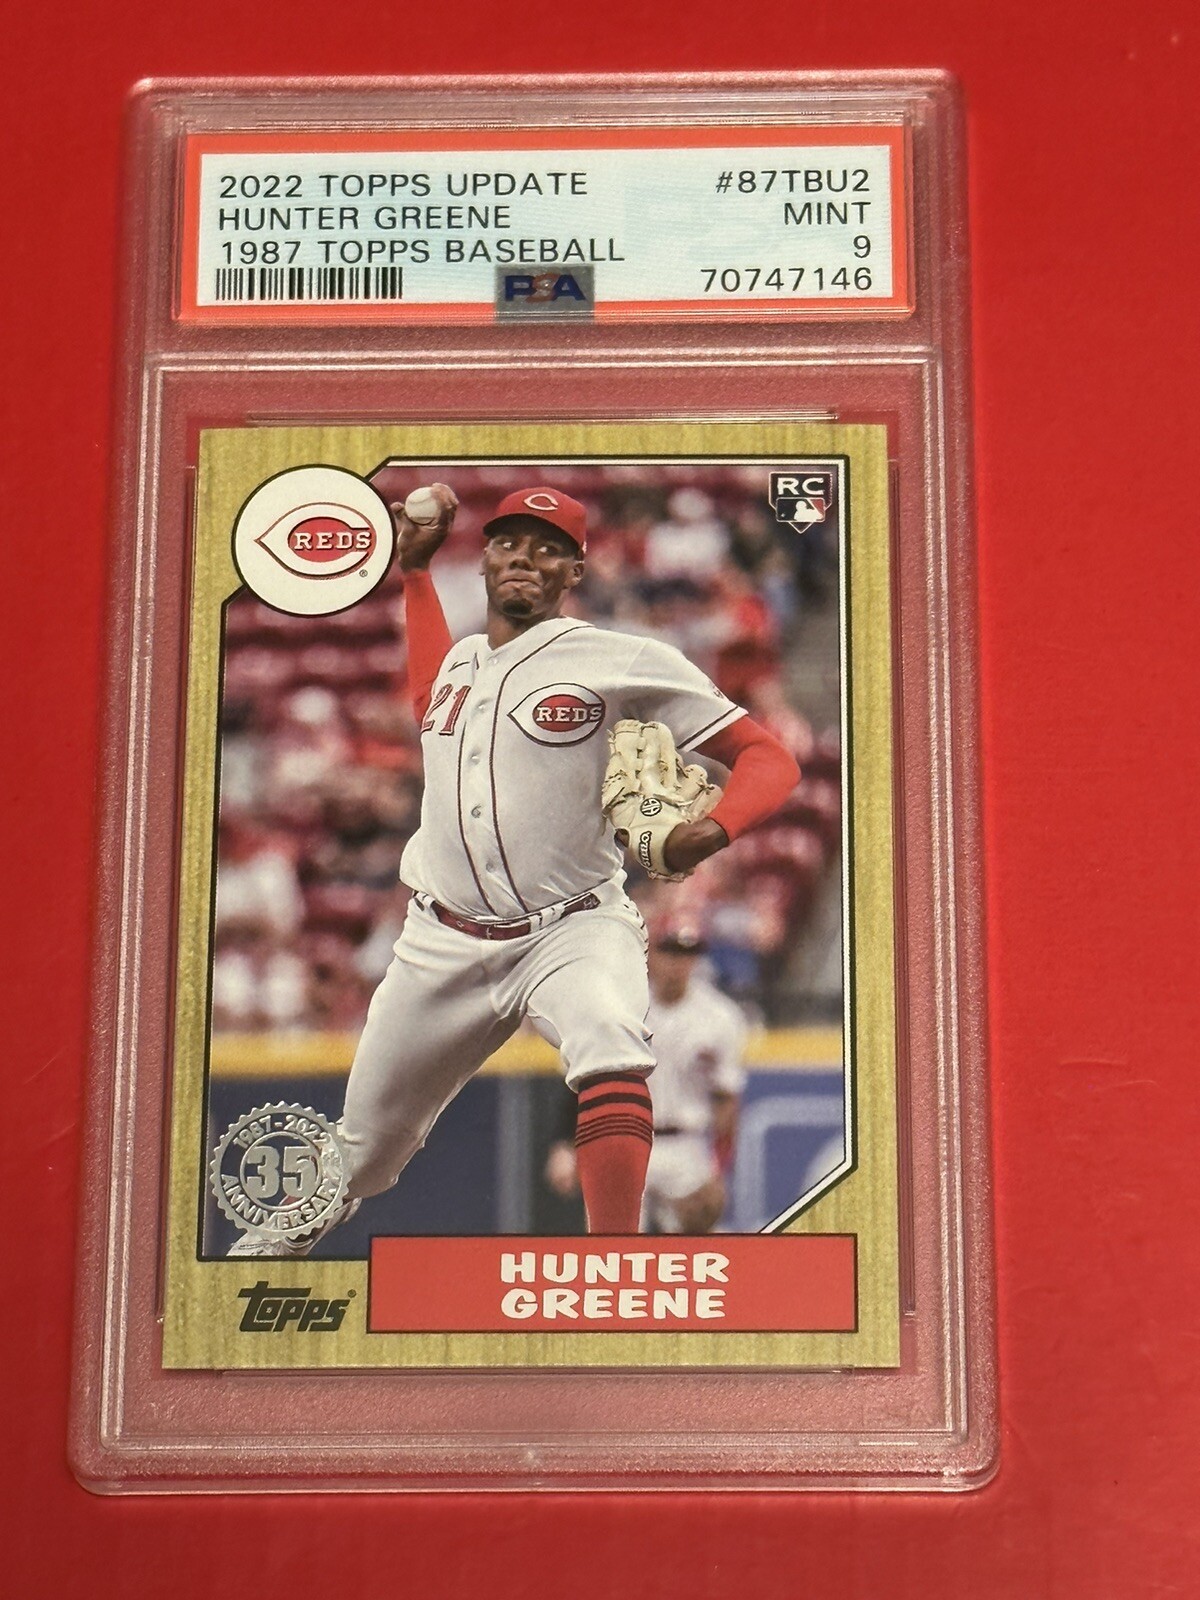 2022 TOPPS UPDATE #87TBU2
HUNTER GREENE MINT
1987 TOPPS BASEBALL 9
PSA 70747146
REDS®
RC
21
REDS
1987-2022
35
ANNIVERSARY
HUNTER
GREENE
topps®